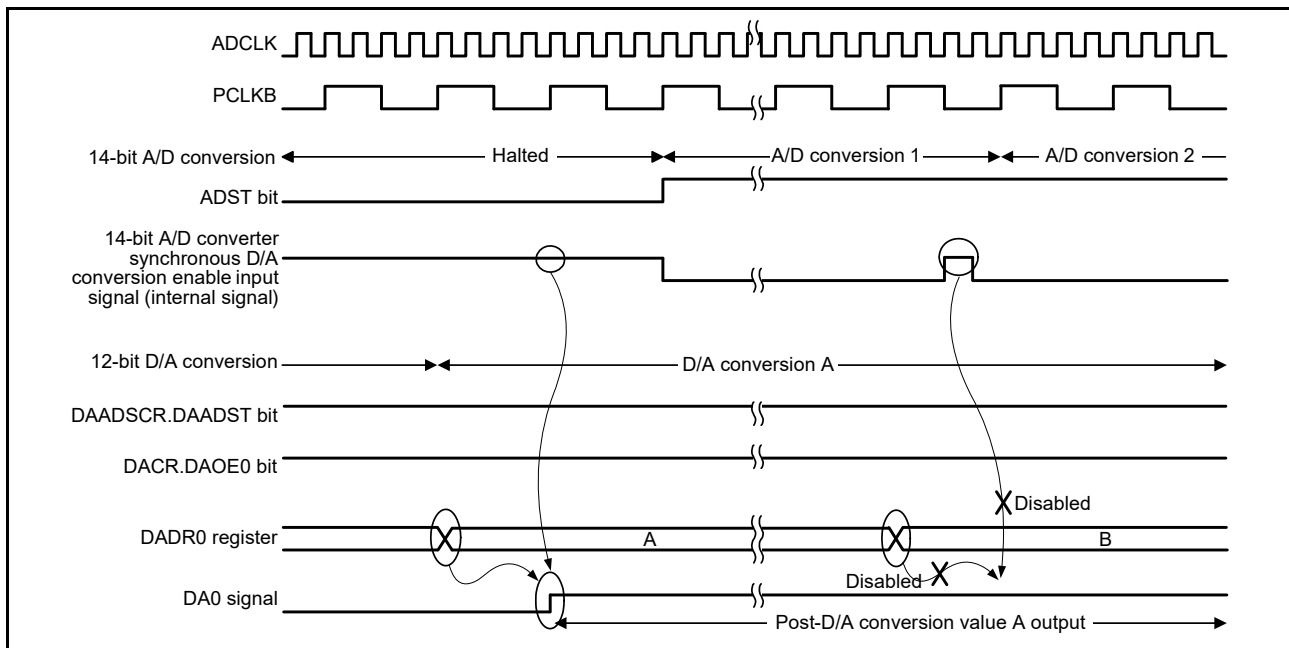 ADCLK
PCLKB
14-bit A/D conversion
Halted
A/D conversion 1
A/D conversion 2
ADST bit
14-bit A/D converter
synchronous D/A
conversion enable input
signal (internal signal)
12-bit D/A conversion
D/A conversion A
DAADSCR.DAADST bit
DACR.DAOE0 bit
Disabled
DADR0 register
A
B
Disabled
DA0 signal
Post-D/A conversion value A output